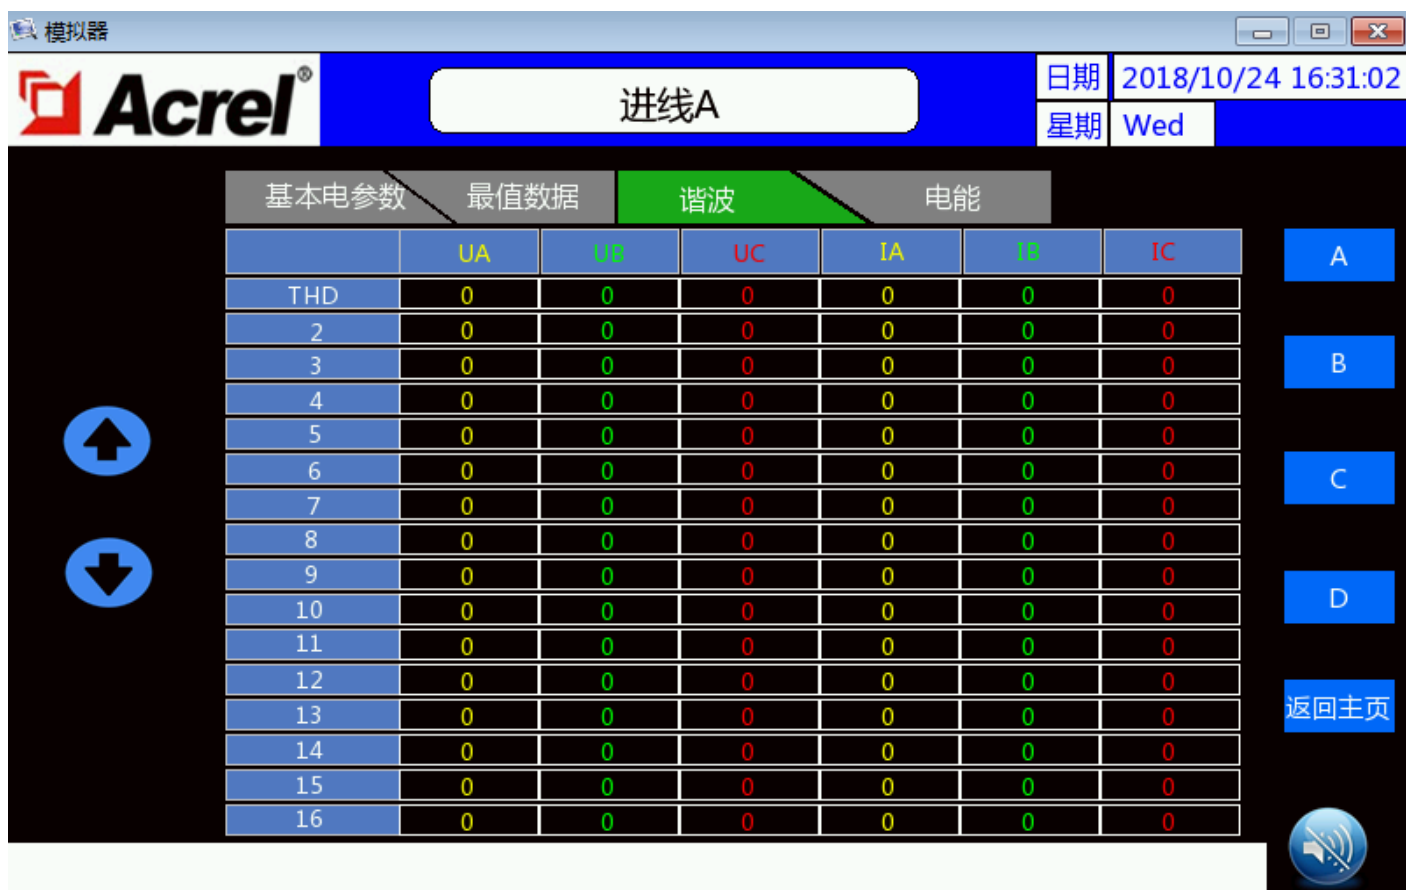 模拟器
Acrel®
进线A
日期 2018/10/24 16:31:02
星期 Wed
基本电参数 最值数据 谐波 电能
UA UB UC IA IB IC
THD 0 0 0 0 0 0
2 0 0 0 0 0 0
3 0 0 0 0 0 0
4 0 0 0 0 0 0
5 0 0 0 0 0 0
6 0 0 0 0 0 0
7 0 0 0 0 0 0
8 0 0 0 0 0 0
9 0 0 0 0 0 0
10 0 0 0 0 0 0
11 0 0 0 0 0 0
12 0 0 0 0 0 0
13 0 0 0 0 0 0
14 0 0 0 0 0 0
15 0 0 0 0 0 0
16 0 0 0 0 0 0
A
B
C
D
返回主页